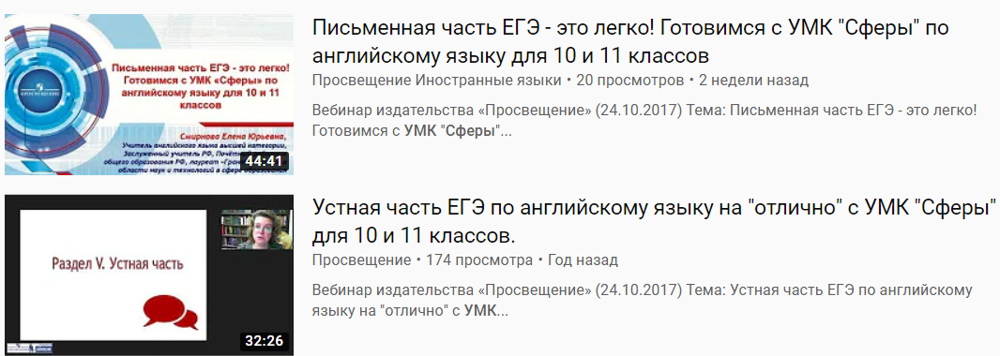 Письменная часть ЕГЭ - это легко!
Готовимся с УМК «Сферы» по
английскому языку для 10 и 11
классов
ПРОСВЕЩЕНИЕ
Смирнова Елена Юрьевна,
Учитель английского языка высшей категории,
Заслуженный учитель РФ, Почётный
общего образования РФ, лауреат
области наук и технологий в сфере образования
44:41
Письменная часть ЕГЭ - это легко! Готовимся с УМК "Сферы" по
английскому языку для 10 и 11 классов
Просвещение Иностранные языки • 20 просмотров • 2 недели назад
Вебинар издательства «Просвещение» (24.10.2017) Тема: Письменная часть ЕГЭ - это легко!
Готовимся с УМК "Сферы"...
Раздел V. Устная часть
32:26
Устная часть ЕГЭ по английскому языку на "отлично" с УМК "Сферы"
для 10 и 11 классов.
Просвещение • 174 просмотра • Год назад
Вебинар издательства «Просвещение» (24.10.2017) Тема: Устная часть ЕГЭ по английскому
языку на "отлично" с УМК...